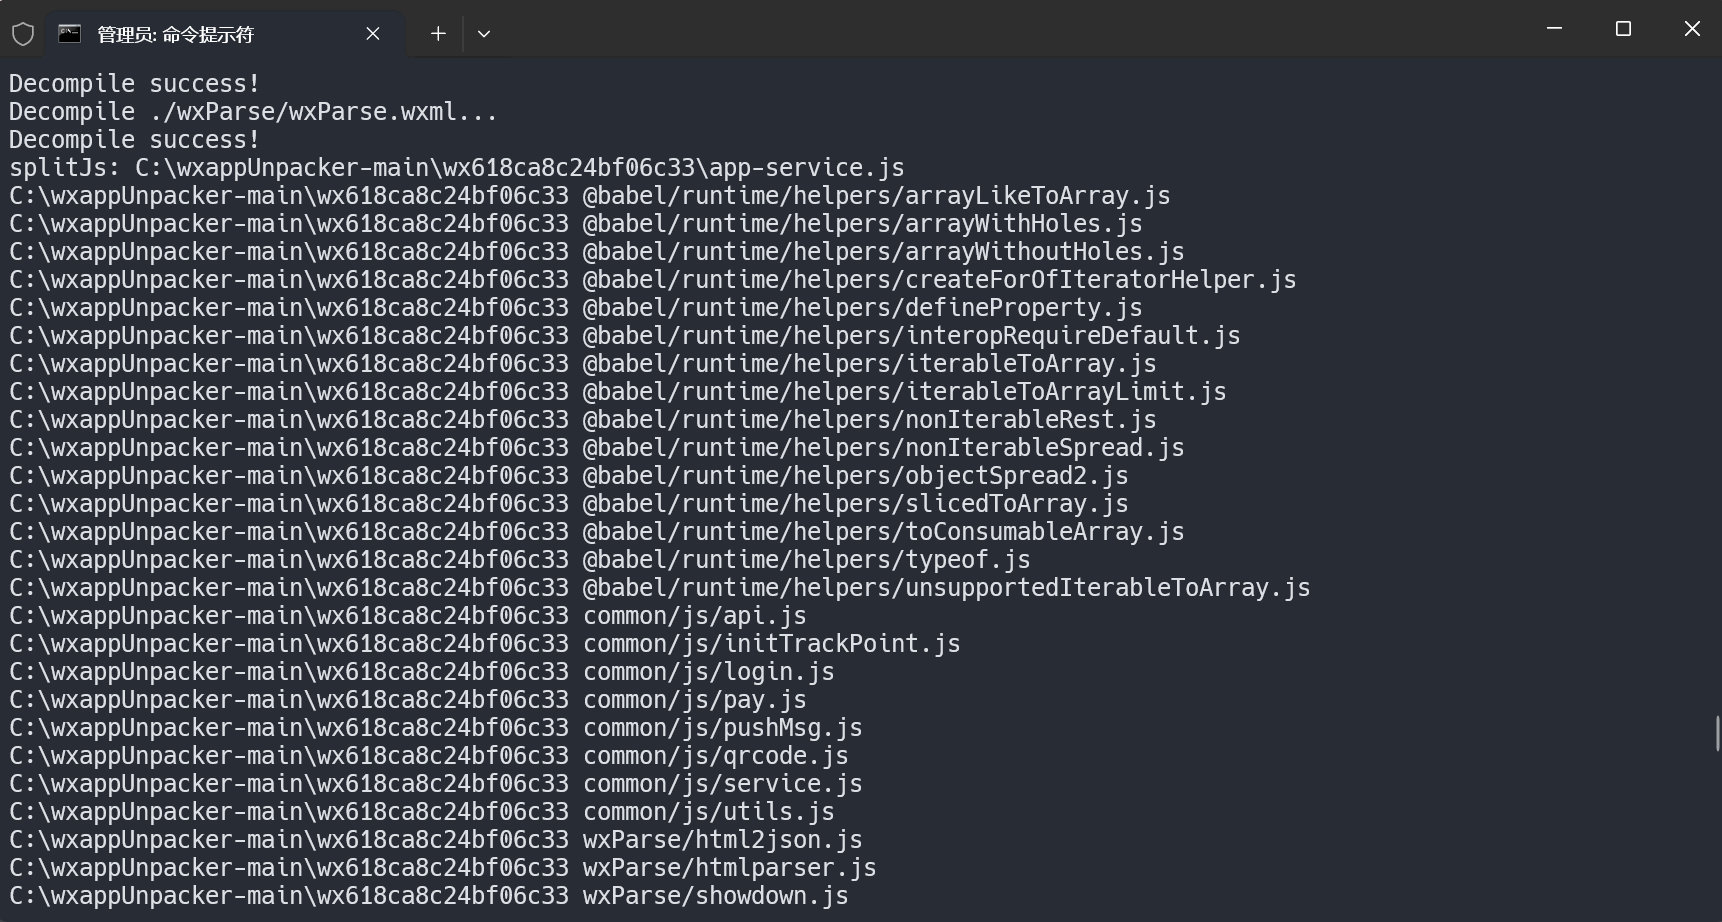 管理员: 命令提示符
Decompile success!
Decompile ./wxParse/wxParse.wxml...
Decompile success!
splitJs: C:\wxappUnpacker-main\wx618ca8c24bf06c33\app-service.js
C:\wxappUnpacker-main\wx618ca8c24bf06c33 @babel/runtime/helpers/arrayLikeToArray.js
C:\wxappUnpacker-main\wx618ca8c24bf06c33 @babel/runtime/helpers/arrayWithHoles.js
C:\wxappUnpacker-main\wx618ca8c24bf06c33 @babel/runtime/helpers/arrayWithoutHoles.js
C:\wxappUnpacker-main\wx618ca8c24bf06c33 @babel/runtime/helpers/createForOfIteratorHelper.js
C:\wxappUnpacker-main\wx618ca8c24bf06c33 @babel/runtime/helpers/defineProperty.js
C:\wxappUnpacker-main\wx618ca8c24bf06c33 @babel/runtime/helpers/interopRequireDefault.js
C:\wxappUnpacker-main\wx618ca8c24bf06c33 @babel/runtime/helpers/iterableToArray.js
C:\wxappUnpacker-main\wx618ca8c24bf06c33 @babel/runtime/helpers/iterableToArrayLimit.js
C:\wxappUnpacker-main\wx618ca8c24bf06c33 @babel/runtime/helpers/nonIterableRest.js
C:\wxappUnpacker-main\wx618ca8c24bf06c33 @babel/runtime/helpers/nonIterableSpread.js
C:\wxappUnpacker-main\wx618ca8c24bf06c33 @babel/runtime/helpers/objectSpread2.js
C:\wxappUnpacker-main\wx618ca8c24bf06c33 @babel/runtime/helpers/slicedToArray.js
C:\wxappUnpacker-main\wx618ca8c24bf06c33 @babel/runtime/helpers/toConsumableArray.js
C:\wxappUnpacker-main\wx618ca8c24bf06c33 @babel/runtime/helpers/typeof.js
C:\wxappUnpacker-main\wx618ca8c24bf06c33 @babel/runtime/helpers/unsupportedIterableToArray.js
C:\wxappUnpacker-main\wx618ca8c24bf06c33 common/js/api.js
C:\wxappUnpacker-main\wx618ca8c24bf06c33 common/js/initTrackPoint.js
C:\wxappUnpacker-main\wx618ca8c24bf06c33 common/js/login.js
C:\wxappUnpacker-main\wx618ca8c24bf06c33 common/js/pay.js
C:\wxappUnpacker-main\wx618ca8c24bf06c33 common/js/pushMsg.js
C:\wxappUnpacker-main\wx618ca8c24bf06c33 common/js/qrcode.js
C:\wxappUnpacker-main\wx618ca8c24bf06c33 common/js/service.js
C:\wxappUnpacker-main\wx618ca8c24bf06c33 common/js/utils.js
C:\wxappUnpacker-main\wx618ca8c24bf06c33 wxParse/html2json.js
C:\wxappUnpacker-main\wx618ca8c24bf06c33 wxParse/htmlparser.js
C:\wxappUnpacker-main\wx618ca8c24bf06c33 wxParse/showdown.js